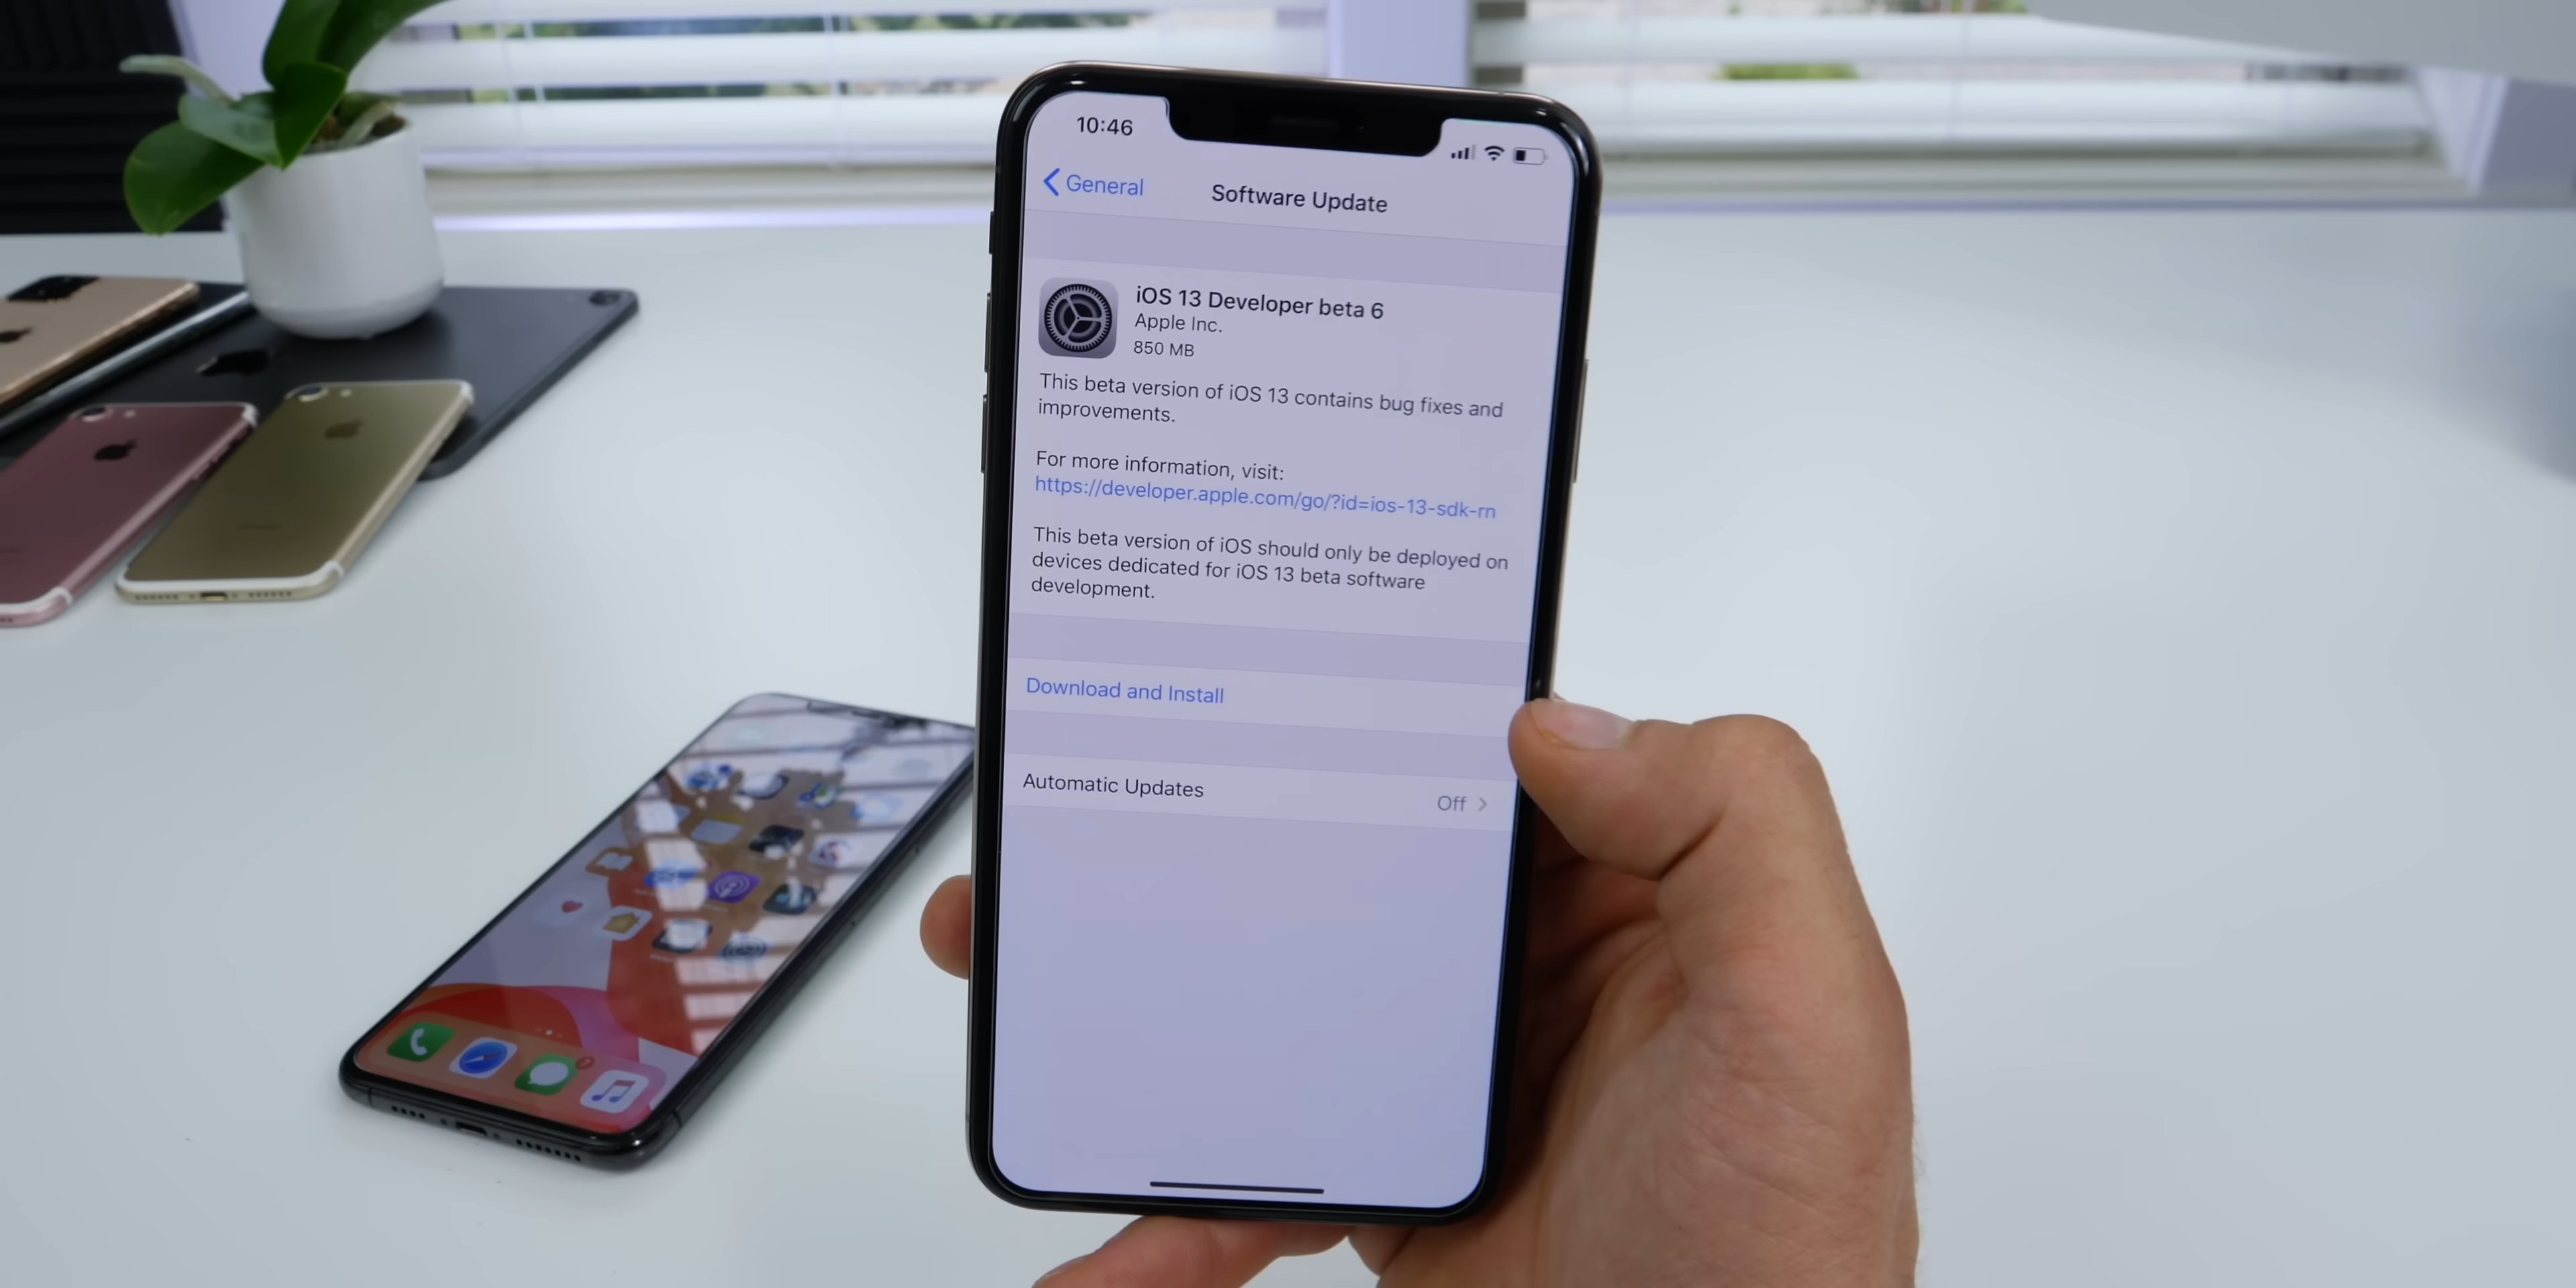 10:46
General
Software Update
iOS 13 Developer beta 6
Apple Inc.
850 MB
This beta version of iOS 13 contains bug fixes and
improvements.
For more information, visit:
https://developer.apple.com/go/?id=ios-13-sdk-rn
This beta version of iOS should only be deployed on
devices dedicated for iOS 13 beta software
development.
Download and Install
Automatic Updates
Off